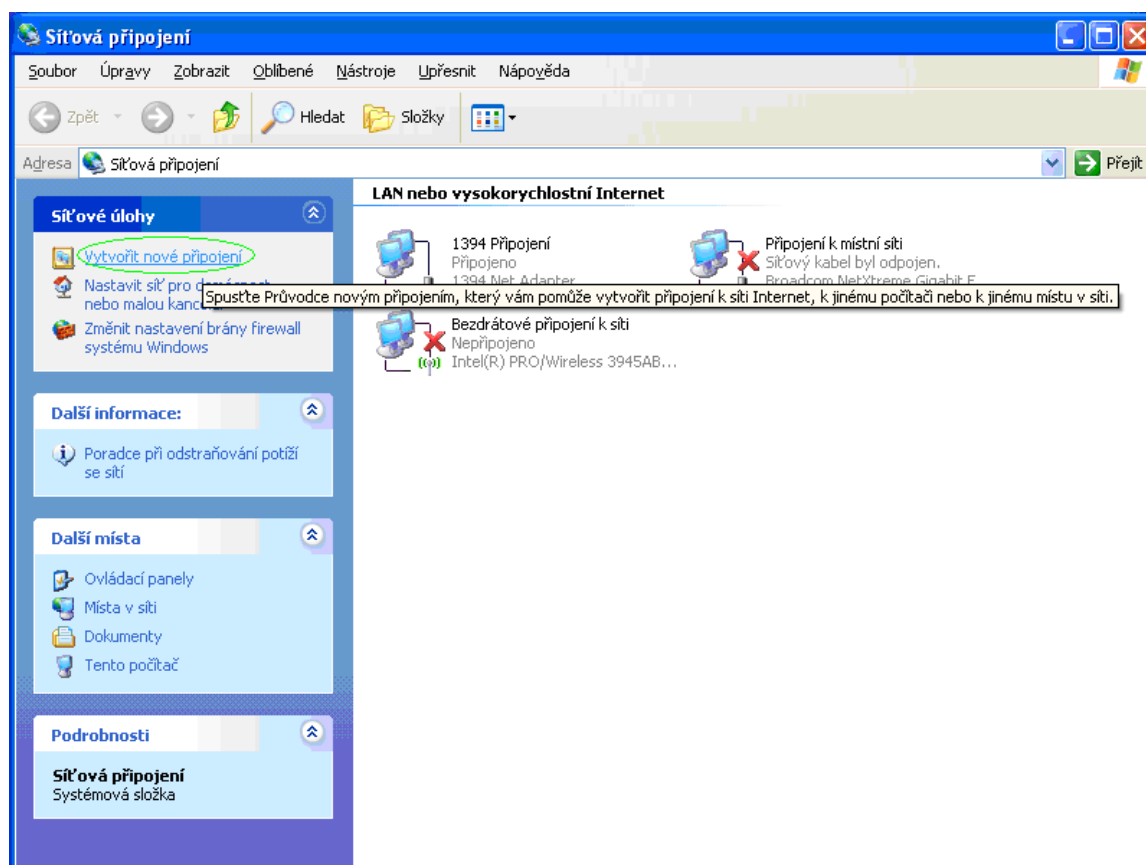 Síťová připojení
Soubor Úpravy Zobrazit Oblíbené Nástroje Upřesnit Nápověda
Zpět Hledat Složky
Adresa Síťová připojení Přejít
LAN nebo vysokorychlostní Internet
Síťové úlohy
Vytvořit nové připojení
Nastavit síť pro
nebo malou
Změnit nastavení brány firewall
systému Windows
1394 Připojení
Připojeno
1394 Net Adapter
Připojení k místní síti
Síťový kabel byl odpojen.
Broadcom NetXtreme Gigabit E
Spusťte Průvodce novým připojením, který vám pomůže vytvořit připojení k síti Internet, k jinému počítači nebo k jinému místu v síti.
Bezdrátové připojení k síti
Nepřipojeno
Intel(R) PRO/Wireless 3945AB...
Další informace:
Poradce při odstraňování potíží
se sítí
Další místa
Ovládací panely
Místa v síti
Dokumenty
Tento počítač
Podrobnosti
Síťová připojení
Systémová složka